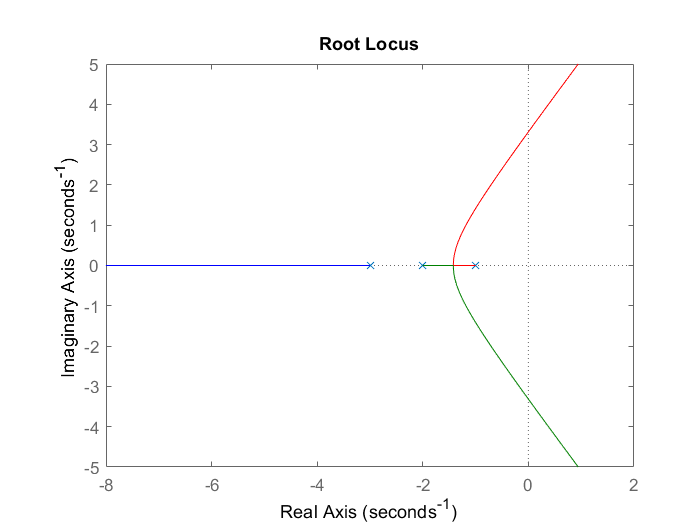 Root Locus
5
4
3
2
1
0
-1
-2
-3
-4
-5
Imaginary Axis (seconds⁻¹)
-8 -6 -4 -2 0 2
Real Axis (seconds⁻¹)